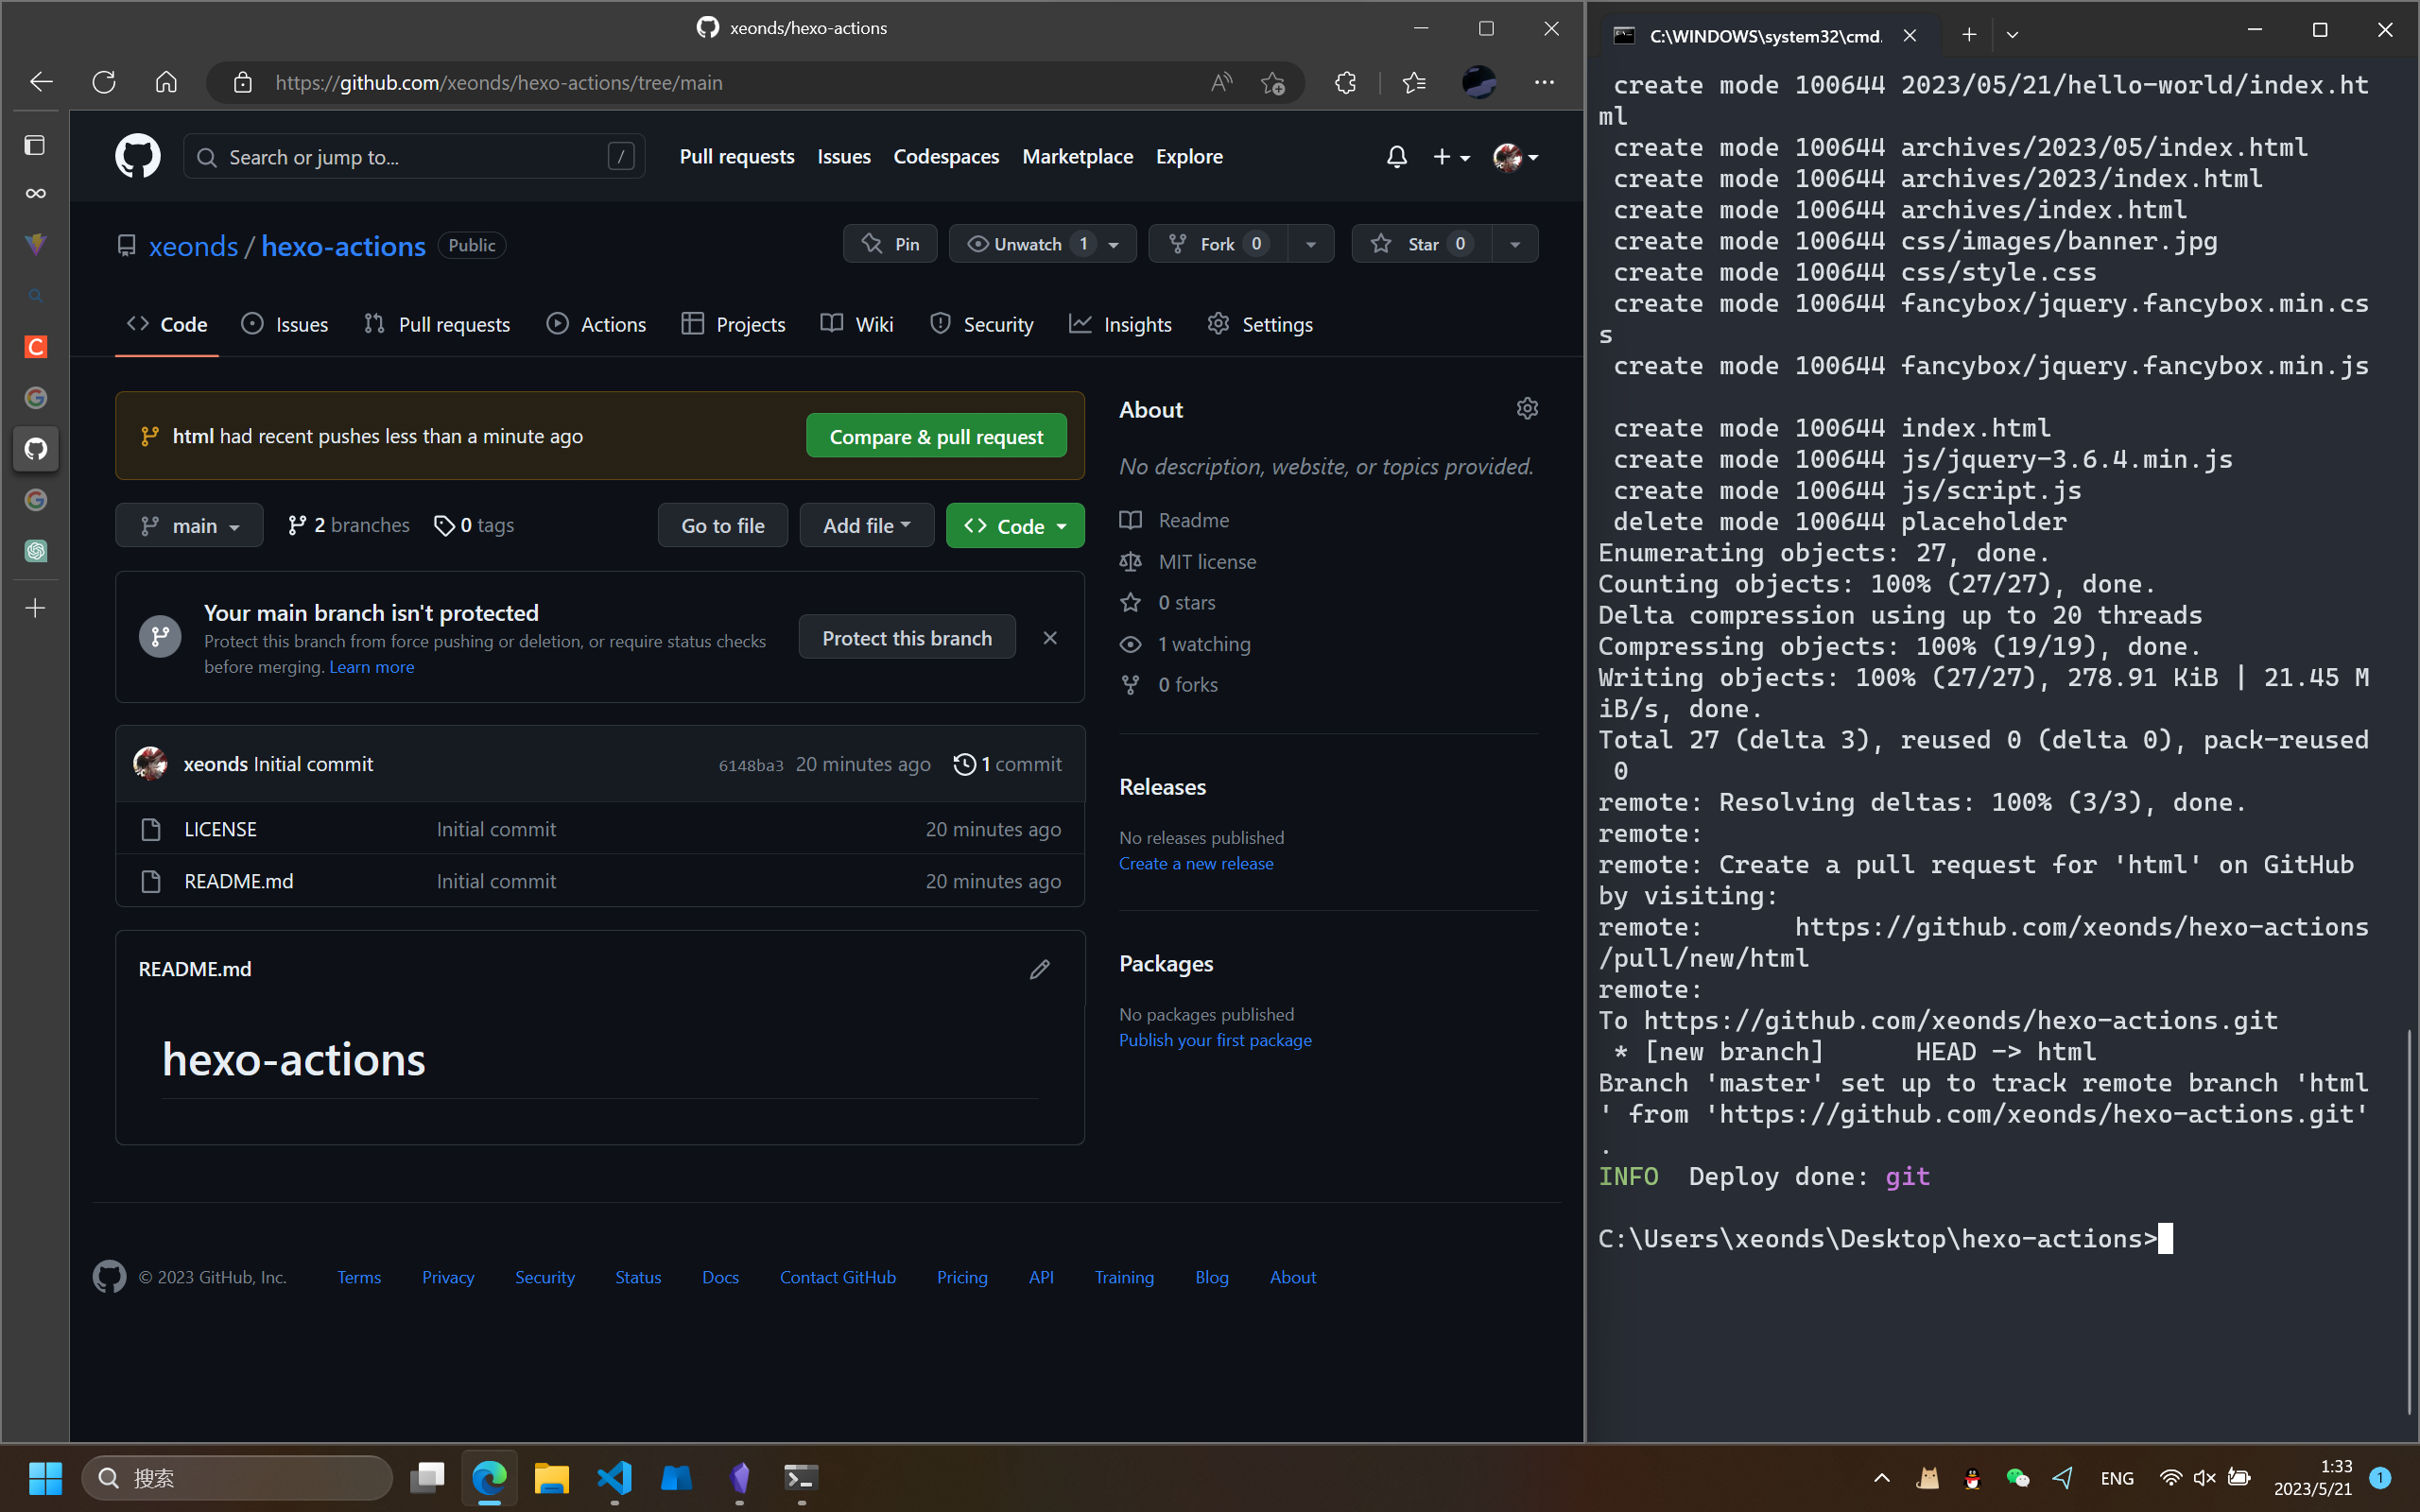 xeonds/hexo-actions
https://github.com/xeonds/hexo-actions/tree/main
Search or jump to... /
Pull requests Issues Codespaces Marketplace Explore
xeonds / hexo-actions Public
Pin Unwatch 1 Fork 0 Star 0
Code Issues Pull requests Actions Projects Wiki Security Insights Settings
html had recent pushes less than a minute ago
Compare & pull request
main 2 branches 0 tags
Go to file Add file Code
Your main branch isn't protected
Protect this branch from force pushing or deletion, or require status checks
before merging. Learn more
Protect this branch
xeonds Initial commit 6148ba3 20 minutes ago 1 commit
LICENSE Initial commit 20 minutes ago
README.md Initial commit 20 minutes ago
README.md
hexo-actions
About
No description, website, or topics provided.
Readme
MIT license
0 stars
1 watching
0 forks
Releases
No releases published
Create a new release
Packages
No packages published
Publish your first package
© 2023 GitHub, Inc. Terms Privacy Security Status Docs Contact GitHub Pricing API Training Blog About
C:\WINDOWS\system32\cmd.
create mode 100644 2023/05/21/hello-world/index.ht
ml
create mode 100644 archives/2023/05/index.html
create mode 100644 archives/2023/index.html
create mode 100644 archives/index.html
create mode 100644 css/images/banner.jpg
create mode 100644 css/style.css
create mode 100644 fancybox/jquery.fancybox.min.cs
s
create mode 100644 fancybox/jquery.fancybox.min.js
create mode 100644 index.html
create mode 100644 js/jquery-3.6.4.min.js
create mode 100644 js/script.js
delete mode 100644 placeholder
Enumerating objects: 27, done.
Counting objects: 100% (27/27), done.
Delta compression using up to 20 threads
Compressing objects: 100% (19/19), done.
Writing objects: 100% (27/27), 278.91 KiB | 21.45 M
iB/s, done.
Total 27 (delta 3), reused 0 (delta 0), pack-reused
0
remote: Resolving deltas: 100% (3/3), done.
remote:
remote: Create a pull request for 'html' on GitHub
by visiting:
remote:      https://github.com/xeonds/hexo-actions
/pull/new/html
remote:
To https://github.com/xeonds/hexo-actions.git
* [new branch]      HEAD -> html
Branch 'master' set up to track remote branch 'html
' from 'https://github.com/xeonds/hexo-actions.git'
.
INFO  Deploy done: git
C:\Users\xeonds\Desktop\hexo-actions>
搜索
ENG
1:33
2023/5/21
1